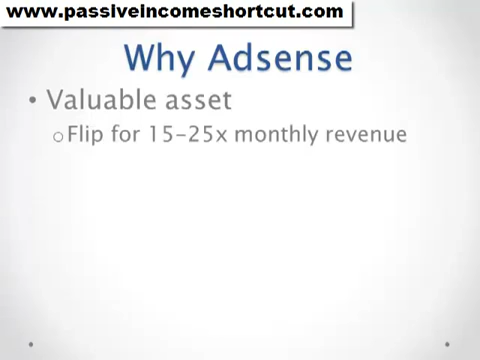 www.passiveincomeshortcut.com
Why Adsense
• Valuable asset
o Flip for 15-25x monthly revenue